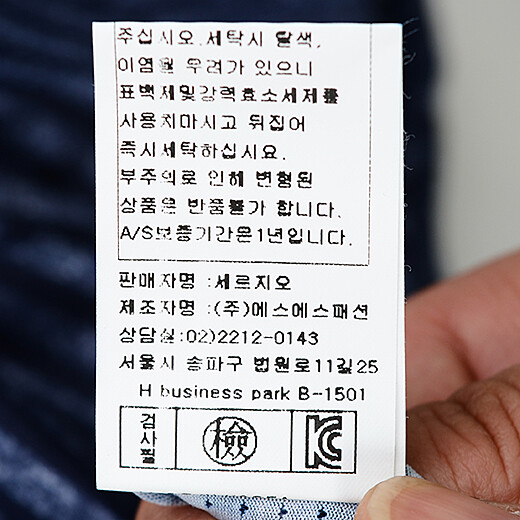 주십시오.세탁시 탈색,
이염될 우려가 있으니
표백제및강력효소세제를
사용치마시고 뒤집어
즉시세탁하십시요.
부주의로 인해 변형된
상품은 반품불가 합니다.
A/S보증기간은1년입니다.
판매자명 :세르지오
제조자명 :(주)에스에스패션
상담실:02)2212-0143
서울시 송파구 법원로11길25
H business park B-1501
검사필 檢 KC